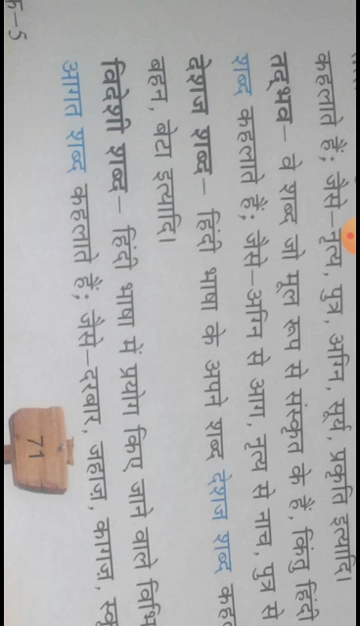 कहलाते हैं; जैसे–नृत्य, पुत्र, अग्नि, सूर्य, प्रकृति इत्यादि।
तद्भव– वे शब्द जो मूल रूप से संस्कृत के हैं, किंतु हिंदी
शब्द कहलाते हैं; जैसे–अग्नि से आग, नृत्य से नाच, पुत्र से
देशज शब्द– हिंदी भाषा के अपने शब्द देशज शब्द
बहन, बेटा इत्यादि।
विदेशी शब्द– हिंदी भाषा में प्रयोग किए जाने वाले
आगत शब्द कहलाते हैं; जैसे–दरबार, जहाज़, काग़ज़,
71